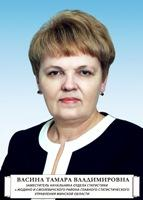 ВАСИНА ТАМАРА ВЛАДИМИРОВНА
ЗАМЕСТИТЕЛЬ НАЧАЛЬНИКА ОТДЕЛА СТАТИСТИКИ
г.ЖОДИНО И СМОЛЕВИЧСКОГО РАЙОНА ГЛАВНОГО СТАТИСТИЧЕСКОГО
УПРАВЛЕНИЯ МИНСКОЙ ОБЛАСТИ